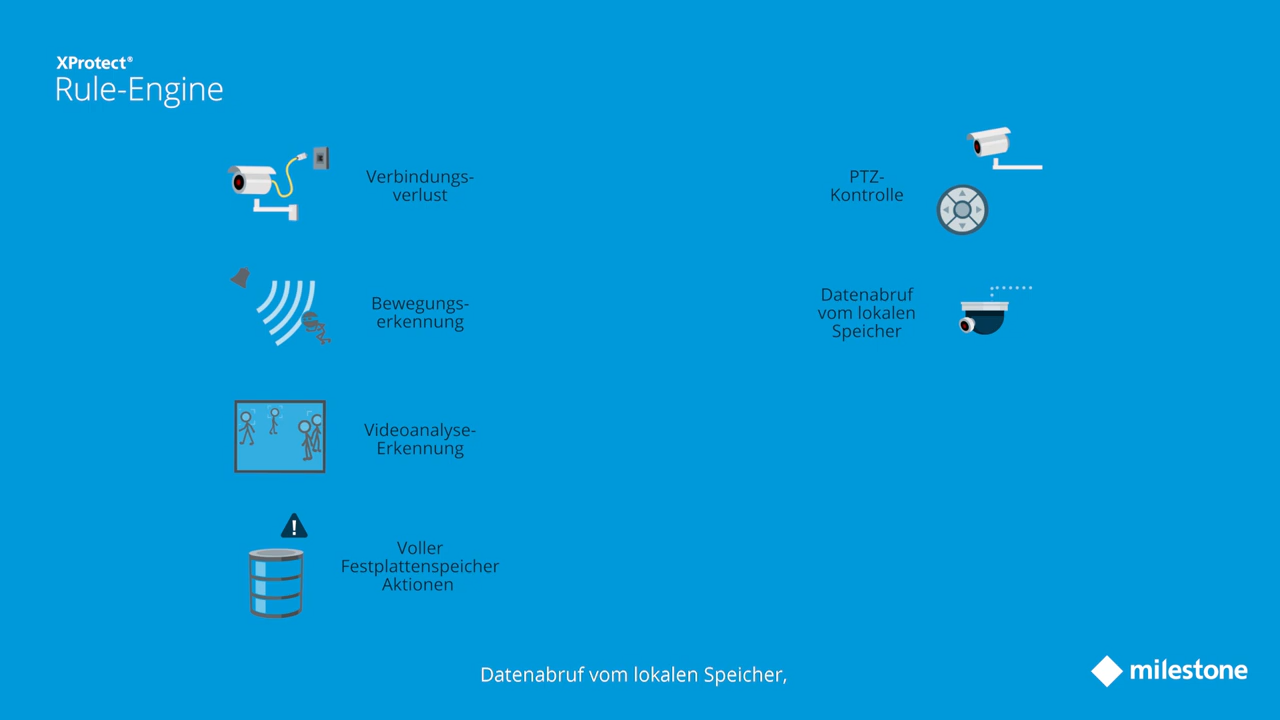 XProtect®
Rule-Engine
Verbindungs-
verlust
Bewegungs-
erkennung
Videoanalyse-
Erkennung
Voller
Festplattenspeicher
Aktionen
PTZ-
Kontrolle
Datenabruf
vom lokalen
Speicher
Datenabruf vom lokalen Speicher,
milestone